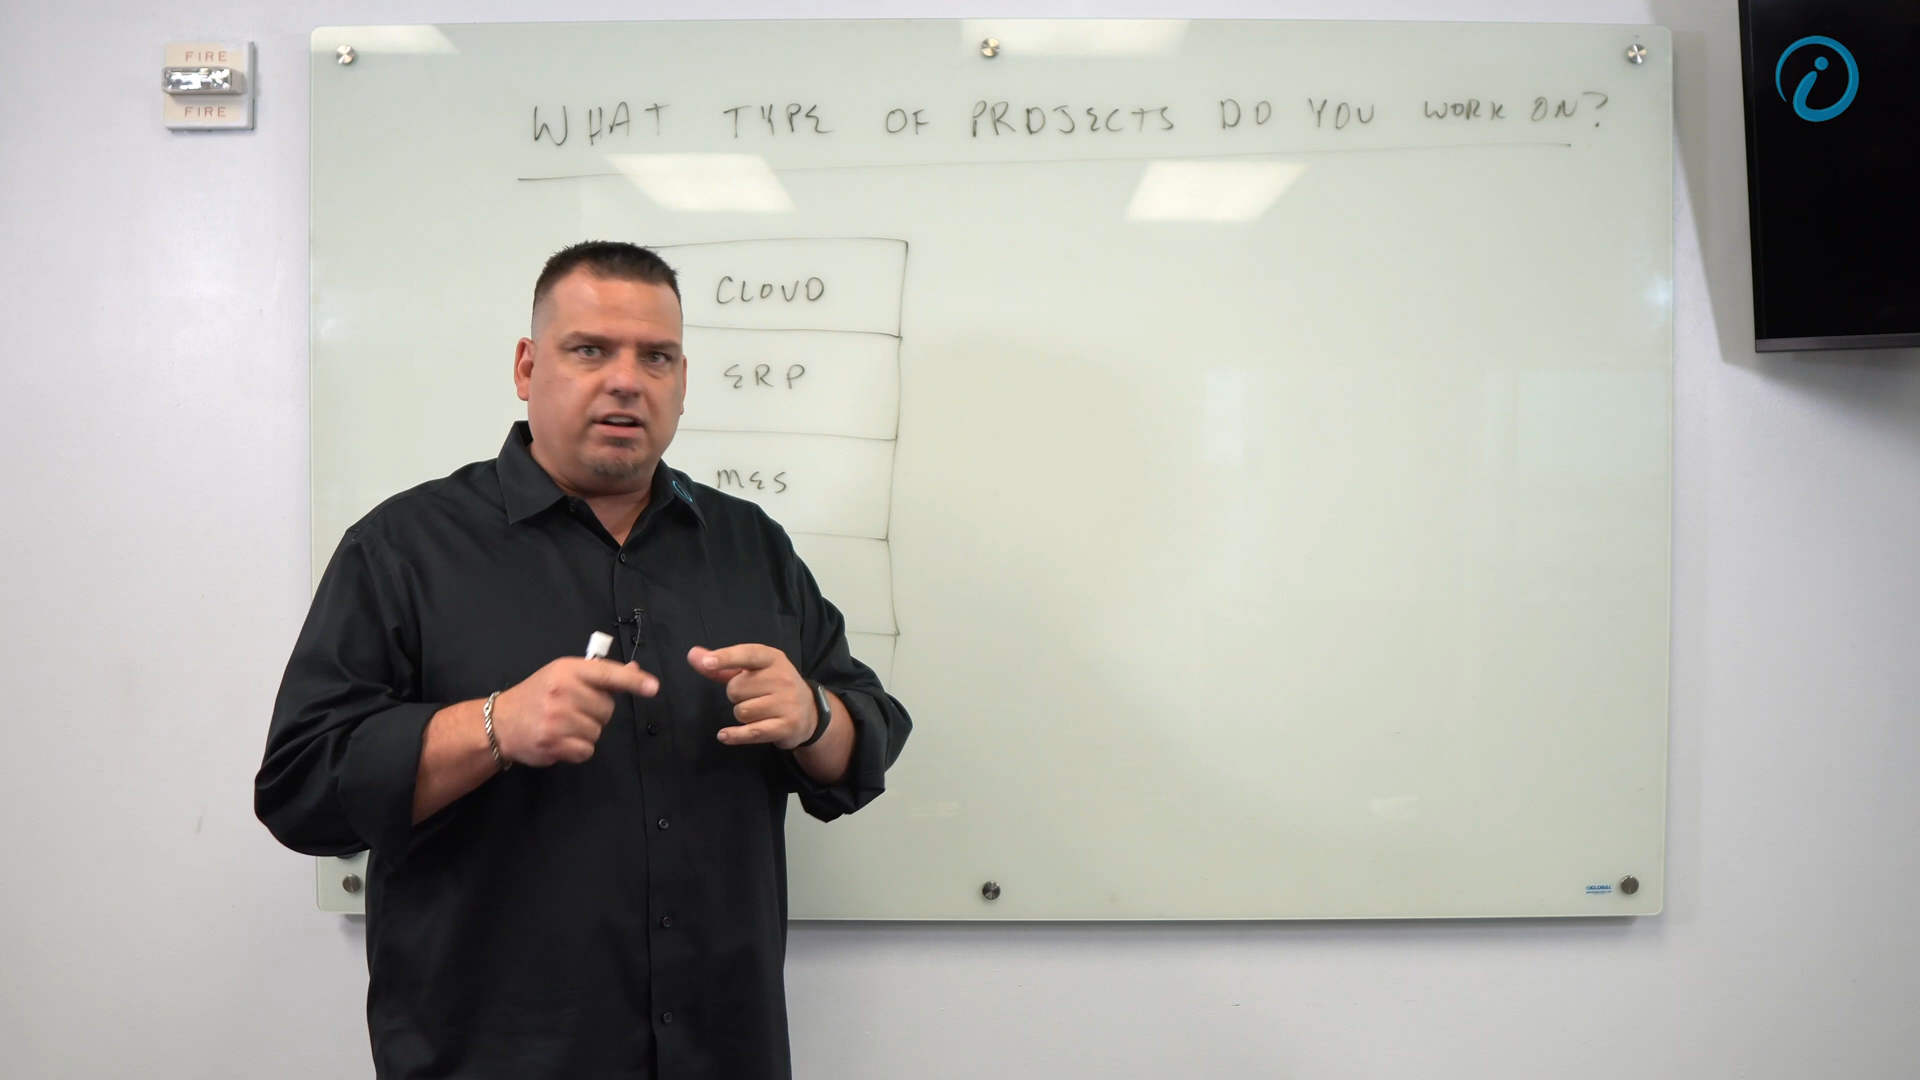 FIRE
FIRE
WHAT TYPE OF PROJECTS DO YOU WORK ON?
CLOUD
ERP
MES